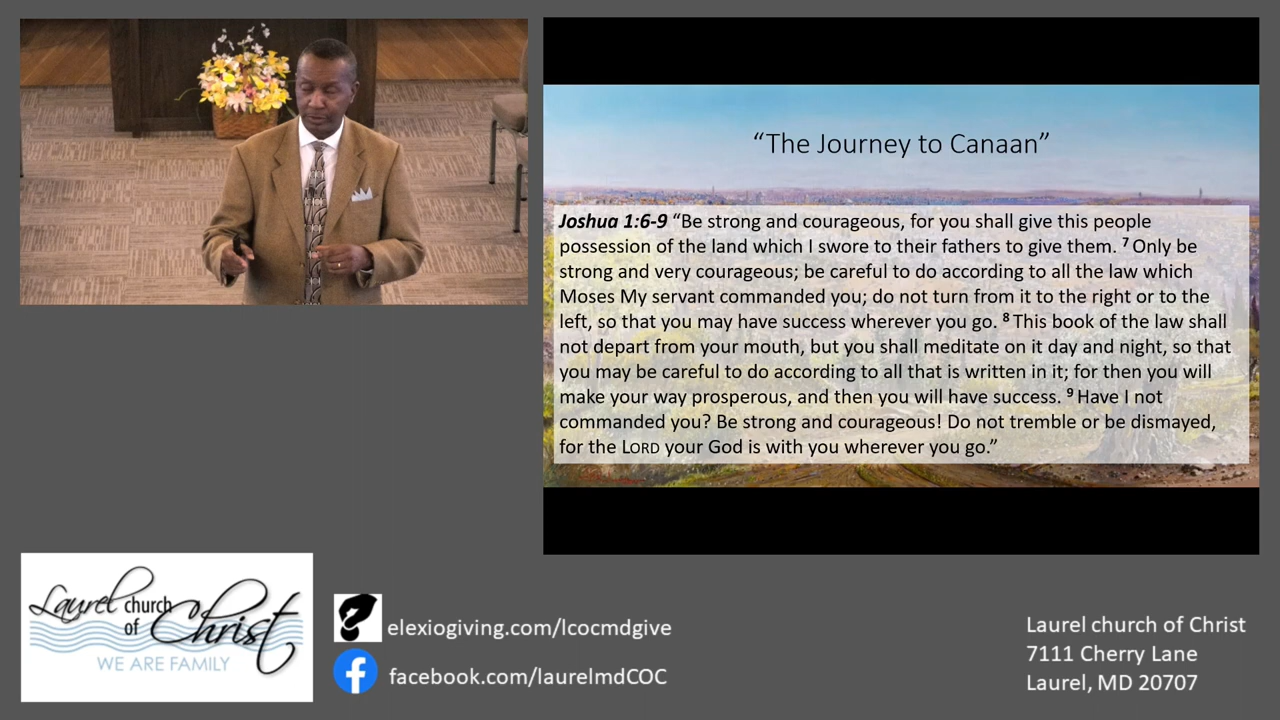 “The Journey to Canaan”
Joshua 1:6-9 “Be strong and courageous, for you shall give this people
possession of the land which I swore to their fathers to give them. 7 Only be
strong and very courageous; be careful to do according to all the law which
Moses My servant commanded you; do not turn from it to the right or to the
left, so that you may have success wherever you go. 8 This book of the law shall
not depart from your mouth, but you shall meditate on it day and night, so that
you may be careful to do according to all that is written in it; for then you will
make your way prosperous, and then you will have success. 9 Have I not
commanded you? Be strong and courageous! Do not tremble or be dismayed,
for the LORD your God is with you wherever you go.”
Laurel church of Christ
WE ARE FAMILY
elexiogiving.com/lcocmdgive
facebook.com/laurelmdCOC
Laurel church of Christ
7111 Cherry Lane
Laurel, MD 20707